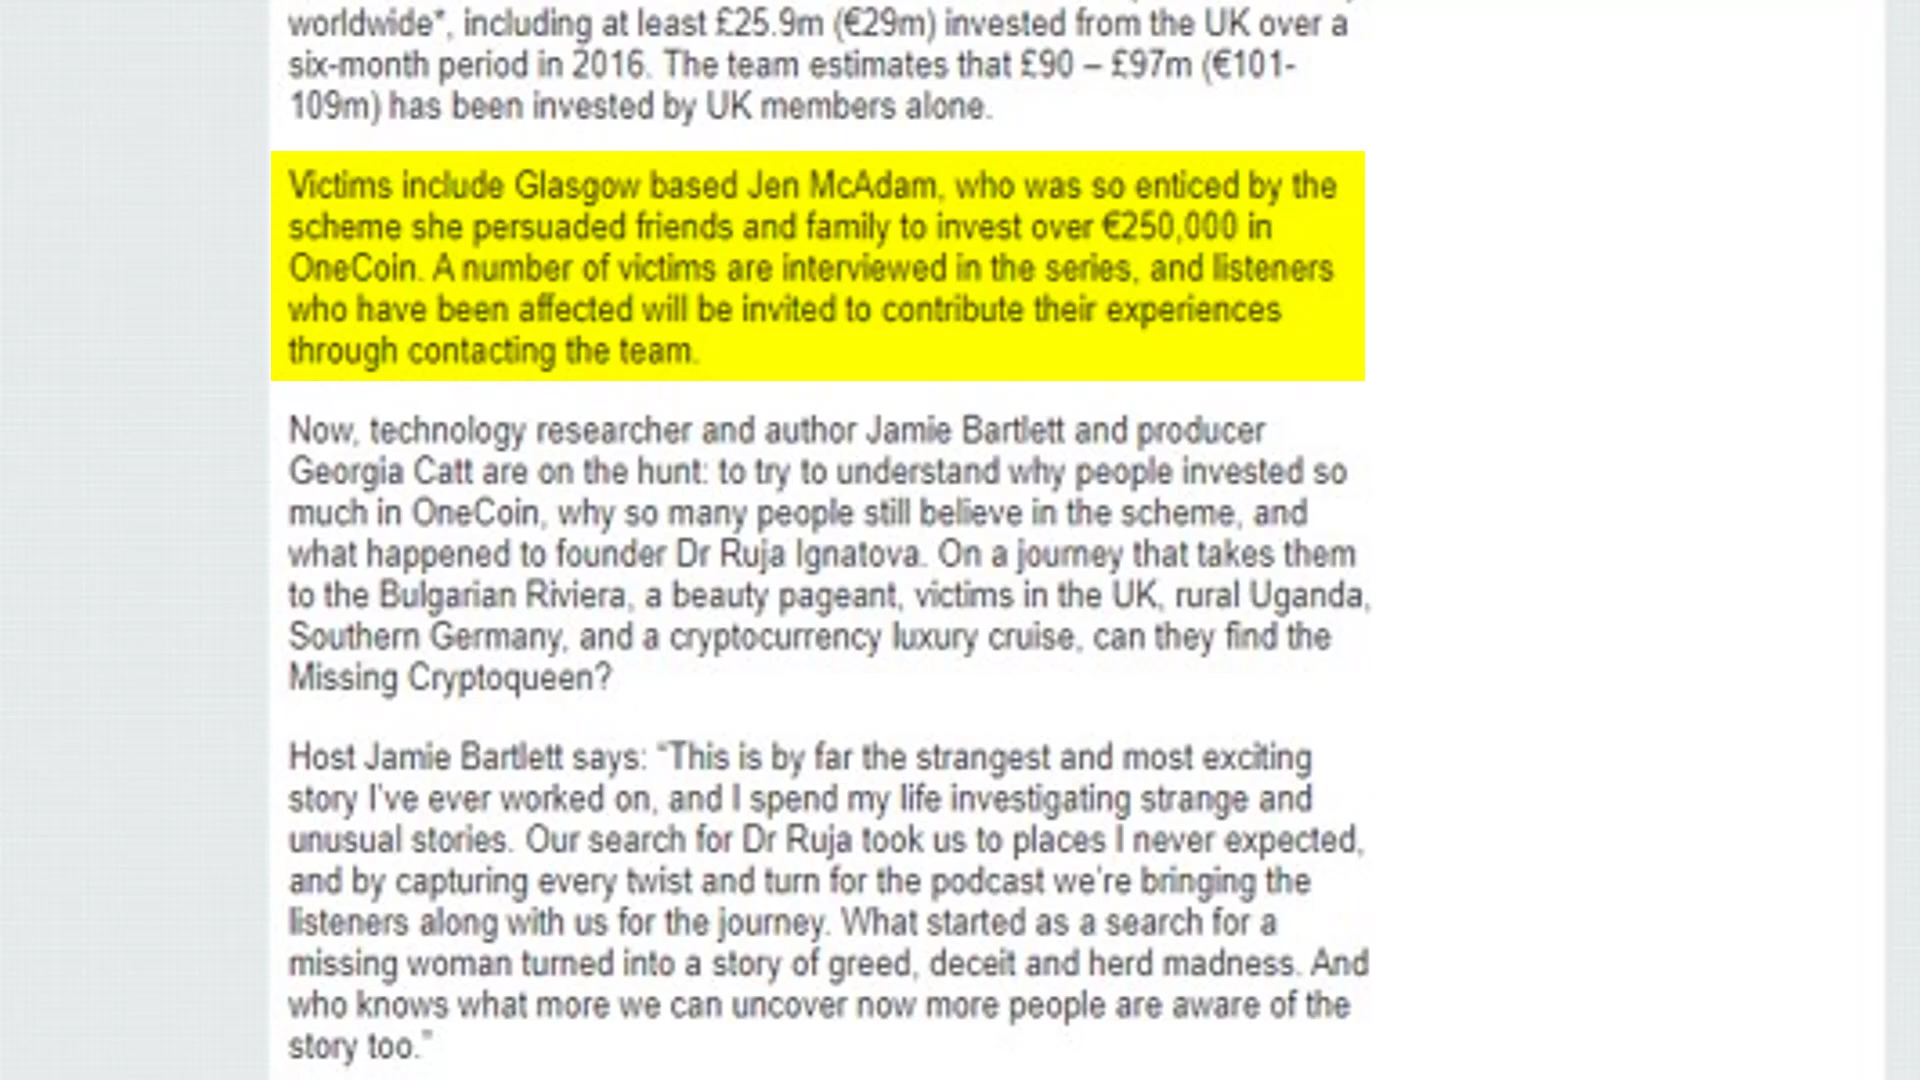 worldwide*, including at least £25.9m (€29m) invested from the UK over a
six-month period in 2016. The team estimates that £90 – £97m (€101-
109m) has been invested by UK members alone.
Victims include Glasgow based Jen McAdam, who was so enticed by the
scheme she persuaded friends and family to invest over €250,000 in
OneCoin. A number of victims are interviewed in the series, and listeners
who have been affected will be invited to contribute their experiences
through contacting the team.
Now, technology researcher and author Jamie Bartlett and producer
Georgia Catt are on the hunt: to try to understand why people invested so
much in OneCoin, why so many people still believe in the scheme, and
what happened to founder Dr Ruja Ignatova. On a journey that takes them
to the Bulgarian Riviera, a beauty pageant, victims in the UK, rural Uganda,
Southern Germany, and a cryptocurrency luxury cruise, can they find the
Missing Cryptoqueen?
Host Jamie Bartlett says: “This is by far the strangest and most exciting
story I've ever worked on, and I spend my life investigating strange and
unusual stories. Our search for Dr Ruja took us to places I never expected,
and by capturing every twist and turn for the podcast we're bringing the
listeners along with us for the journey. What started as a search for a
missing woman turned into a story of greed, deceit and herd madness. And
who knows what more we can uncover now more people are aware of the
story too.”